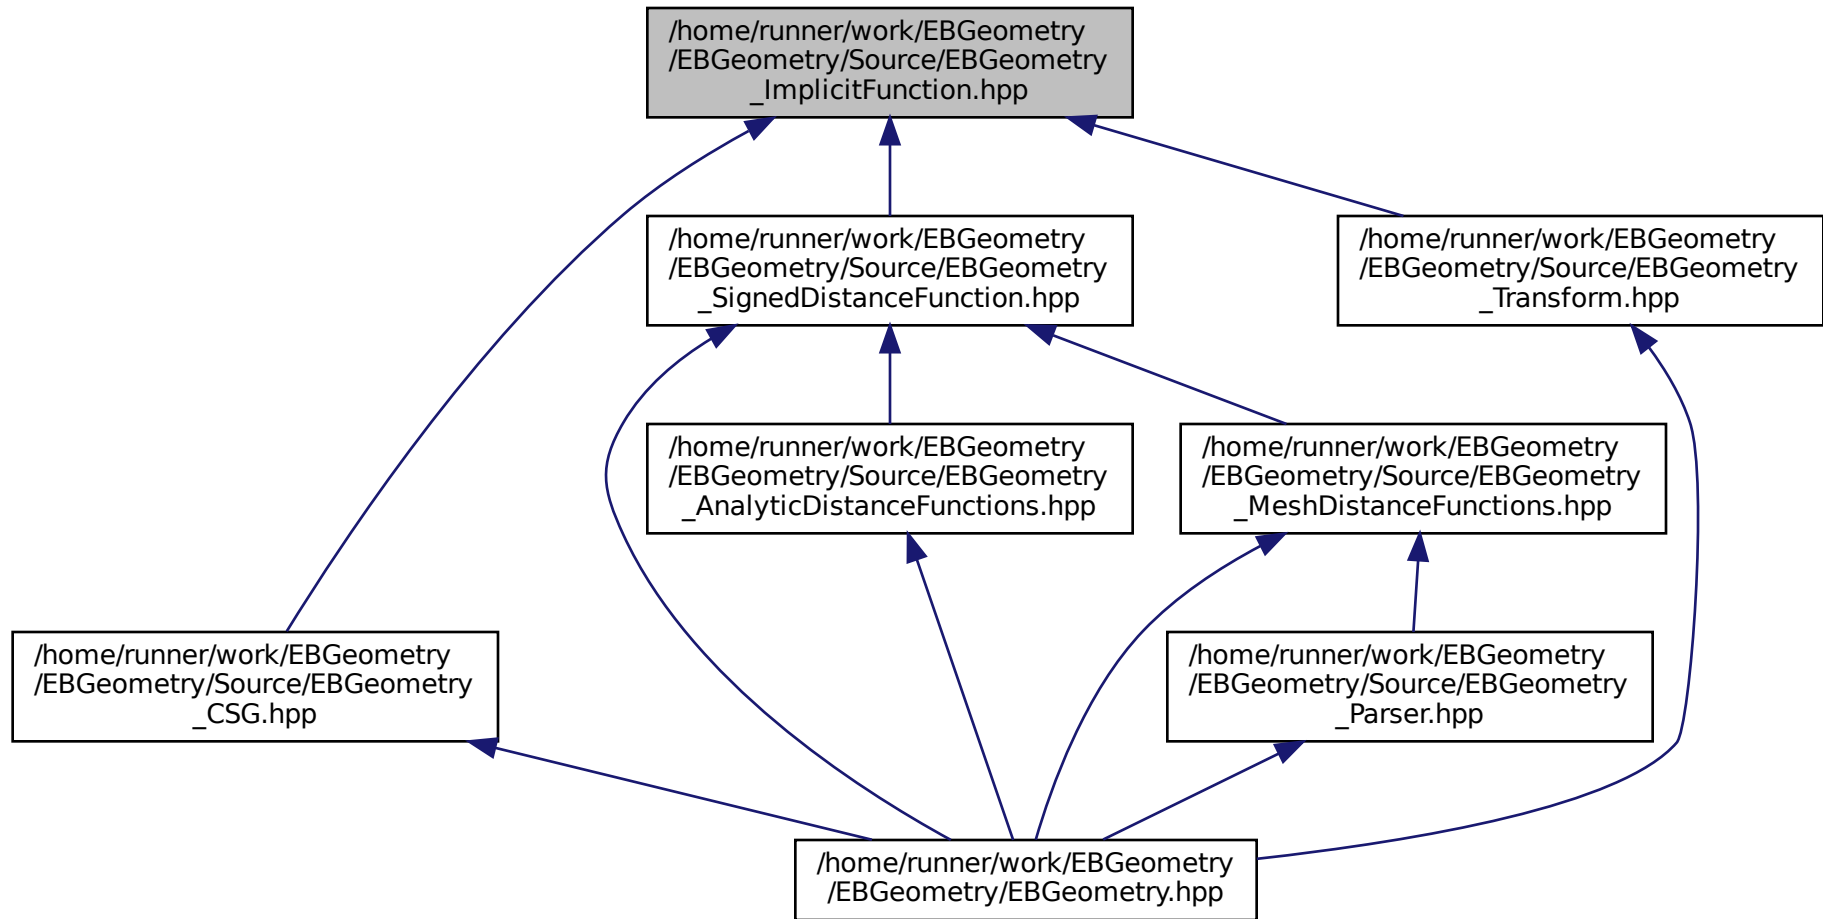 /home/runner/work/EBGeometry
/EBGeometry/Source/EBGeometry
_ImplicitFunction.hpp
/home/runner/work/EBGeometry
/EBGeometry/Source/EBGeometry
_SignedDistanceFunction.hpp
/home/runner/work/EBGeometry
/EBGeometry/Source/EBGeometry
_Transform.hpp
/home/runner/work/EBGeometry
/EBGeometry/Source/EBGeometry
_AnalyticDistanceFunctions.hpp
/home/runner/work/EBGeometry
/EBGeometry/Source/EBGeometry
_MeshDistanceFunctions.hpp
/home/runner/work/EBGeometry
/EBGeometry/Source/EBGeometry
_CSG.hpp
/home/runner/work/EBGeometry
/EBGeometry/Source/EBGeometry
_Parser.hpp
/home/runner/work/EBGeometry
/EBGeometry/EBGeometry.hpp